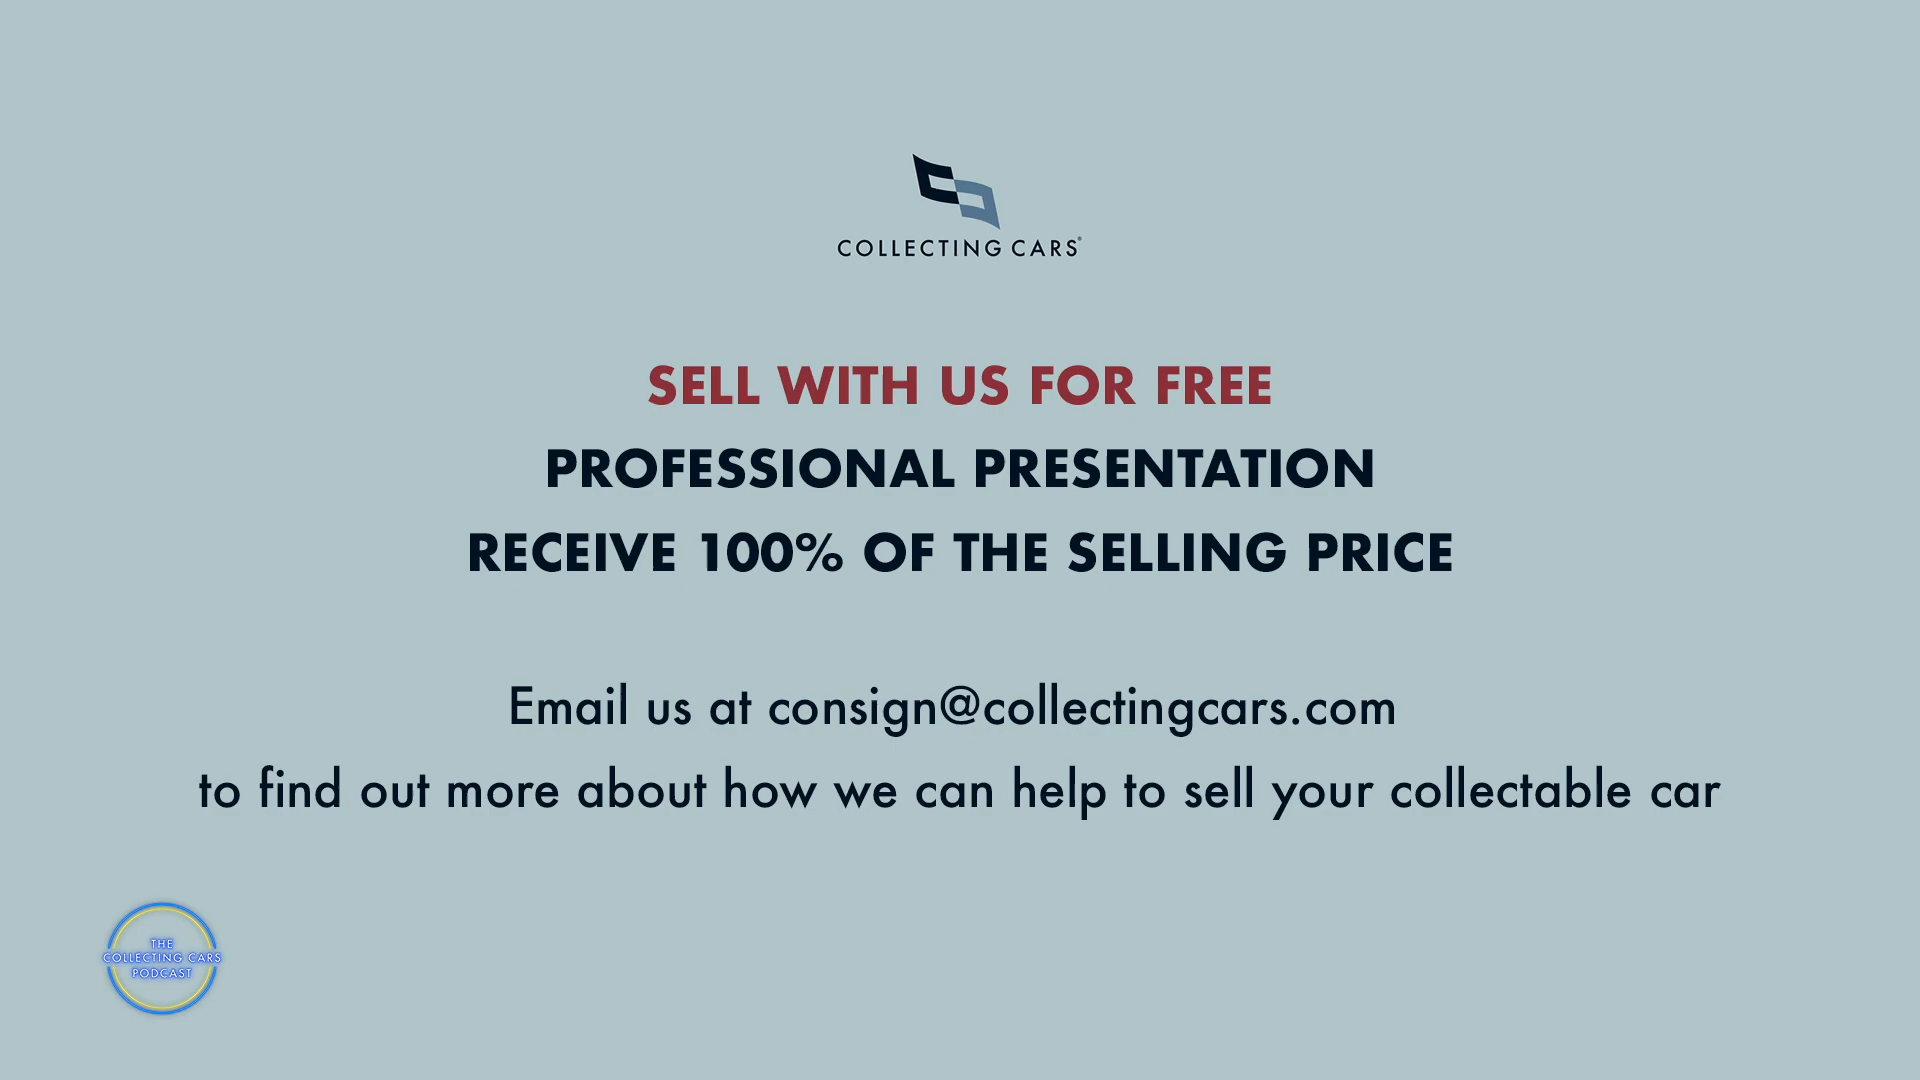 COLLECTING CARS®
SELL WITH US FOR FREE
PROFESSIONAL PRESENTATION
RECEIVE 100% OF THE SELLING PRICE
Email us at consign@collectingcars.com
to find out more about how we can help to sell your collectable car
THE
COLLECTING CARS
PODCAST